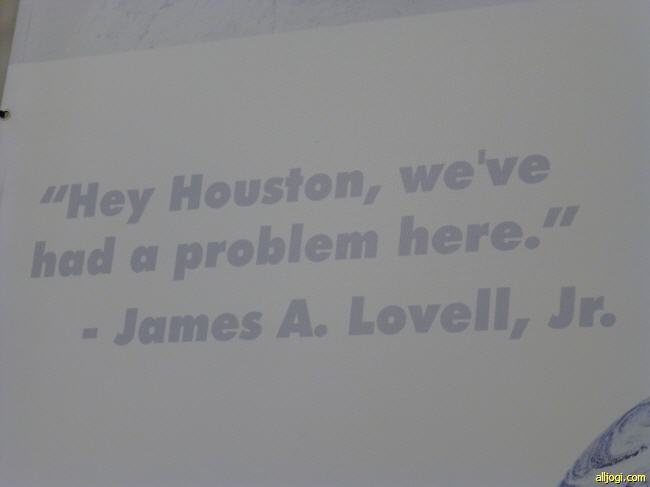 “Hey Houston, we've
had a problem here.”
- James A. Lovell, Jr.
alljogi.com